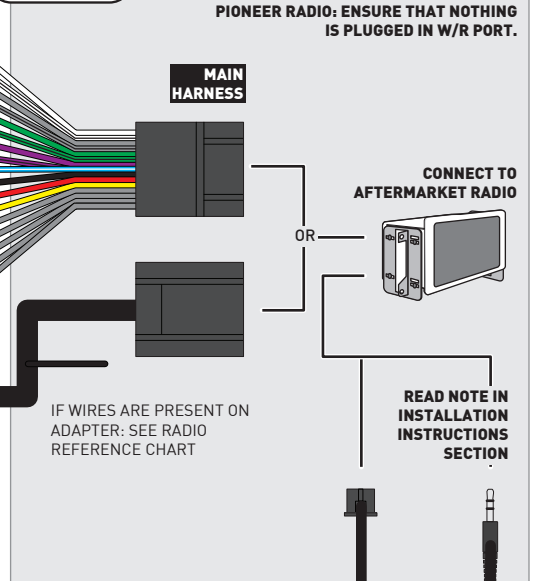 PIONEER RADIO: ENSURE THAT NOTHING
IS PLUGGED IN W/R PORT.
MAIN
HARNESS
CONNECT TO
AFTERMARKET RADIO
OR
IF WIRES ARE PRESENT ON
ADAPTER: SEE RADIO
REFERENCE CHART
READ NOTE IN
INSTALLATION
INSTRUCTIONS
SECTION